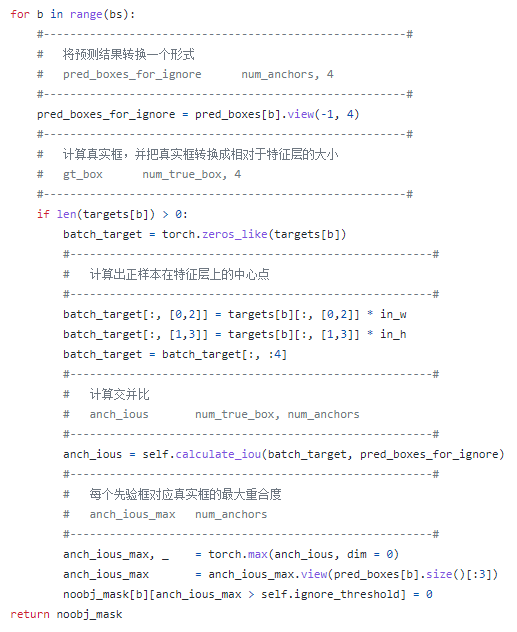 for b in range(bs):
    #-------------------------------------------------------#
    #   将预测结果转换一个形式
    #   pred_boxes_for_ignore      num_anchors, 4
    #-------------------------------------------------------#
    pred_boxes_for_ignore = pred_boxes[b].view(-1, 4)
    #-------------------------------------------------------#
    #   计算真实框，并把真实框转换成相对于特征层的大小
    #   gt_box      num_true_box, 4
    #-------------------------------------------------------#
    if len(targets[b]) > 0:
        batch_target = torch.zeros_like(targets[b])
        #-------------------------------------------------------#
        #   计算出正样本在特征层上的中心点
        #-------------------------------------------------------#
        batch_target[:, [0,2]] = targets[b][:, [0,2]] * in_w
        batch_target[:, [1,3]] = targets[b][:, [1,3]] * in_h
        batch_target = batch_target[:, :4]
        #-------------------------------------------------------#
        #   计算交并比
        #   anch_ious       num_true_box, num_anchors
        #-------------------------------------------------------#
        anch_ious = self.calculate_iou(batch_target, pred_boxes_for_ignore)
        #-------------------------------------------------------#
        #   每个先验框对应真实框的最大重合度
        #   anch_ious_max   num_anchors
        #-------------------------------------------------------#
        anch_ious_max, _    = torch.max(anch_ious, dim = 0)
        anch_ious_max       = anch_ious_max.view(pred_boxes[b].size()[:3])
        noobj_mask[b][anch_ious_max > self.ignore_threshold] = 0
return noobj_mask